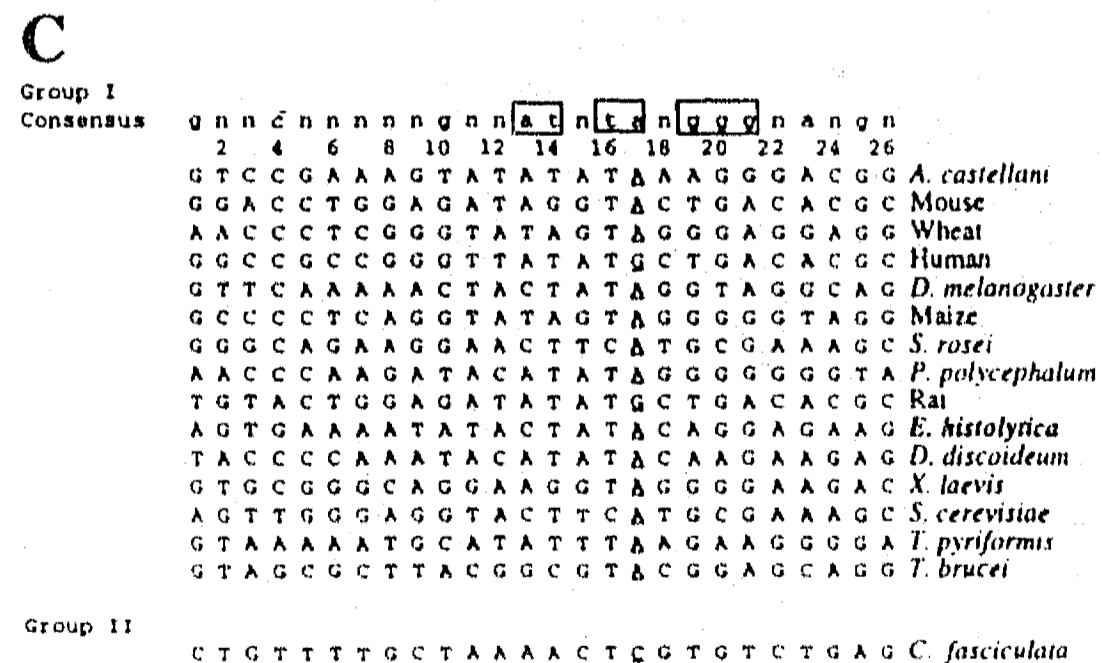 C
Group I
Consensus g n n c n n n n n g n n a t n t a n g g g n a n g n
2 4 6 8 10 12 14 16 18 20 22 24 26
G T C C G A A A G T A T A T A T A A A G G G A C G G A. castellani
G G A C C T G G A G A T A G G T A C T G A C A C G C Mouse
A A C C C T C G G G T A T A G T A G G G A G G A G G Wheat
G G C C G C C G G G T T A T A T G C T G A C A C G C Human
G T T C A A A A A C T A C T A T A G G T A G G C A G D. melanogaster
G C C C C T C A G G T A T A G T A G G G G G T A G G Maize
G G G C A G A A G G A A C T T C A T G C G A A A G C S. rosei
A A C C C A A G A T A C A T A T A G G G G G G G T A P. polycephalum
T G T A C T G G A G A T A T A T G C T G A C A C G C Rat
A G T G A A A A T A T A C T A T A C A G G A G A A G E. histolyrica
T A C C C C A A A T A C A T A T A C A A G A A G A G D. discoideum
G T G C G G G C A G G A A G G T A G G G G A A G A C X. laevis
A G T T G G G A G G T A C T T C A T G C G A A A G C S. cerevisiae
G T A A A A A T G C A T A T T T A A G A A G G G G A T. pyriformis
G T A G C G C T T A C G G C G T A C G G A G C A G G T. brucei
Group II
C T G T T T T G C T A A A A C T C G T G T C T G A G C. fasciculata